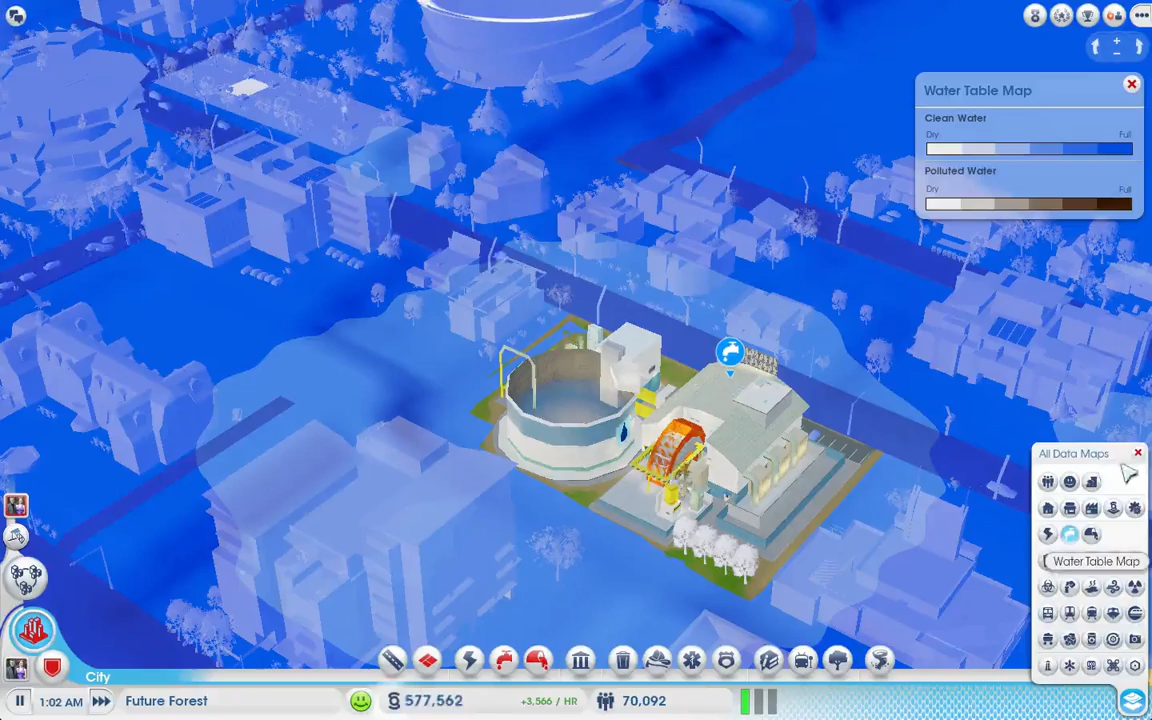 Water Table Map
Clean Water
Dry Full
Polluted Water
Dry Full
All Data Maps
Water Table Map
City
1:02 AM Future Forest 577,562 +3,566 / HR 70,092